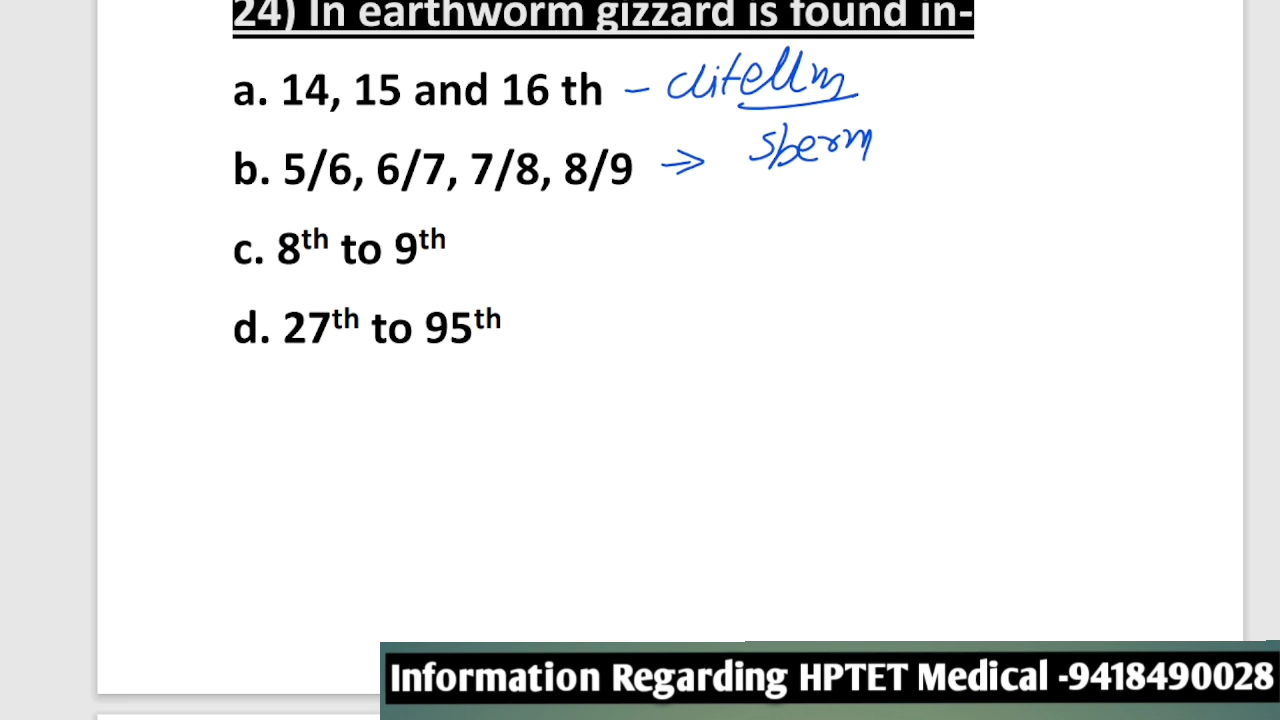 24) In earthworm gizzard is found in-
a. 14, 15 and 16 th - clitellum
b. 5/6, 6/7, 7/8, 8/9 → sperm
c. 8th to 9th
d. 27th to 95th
Information Regarding HPTET Medical -9418490028